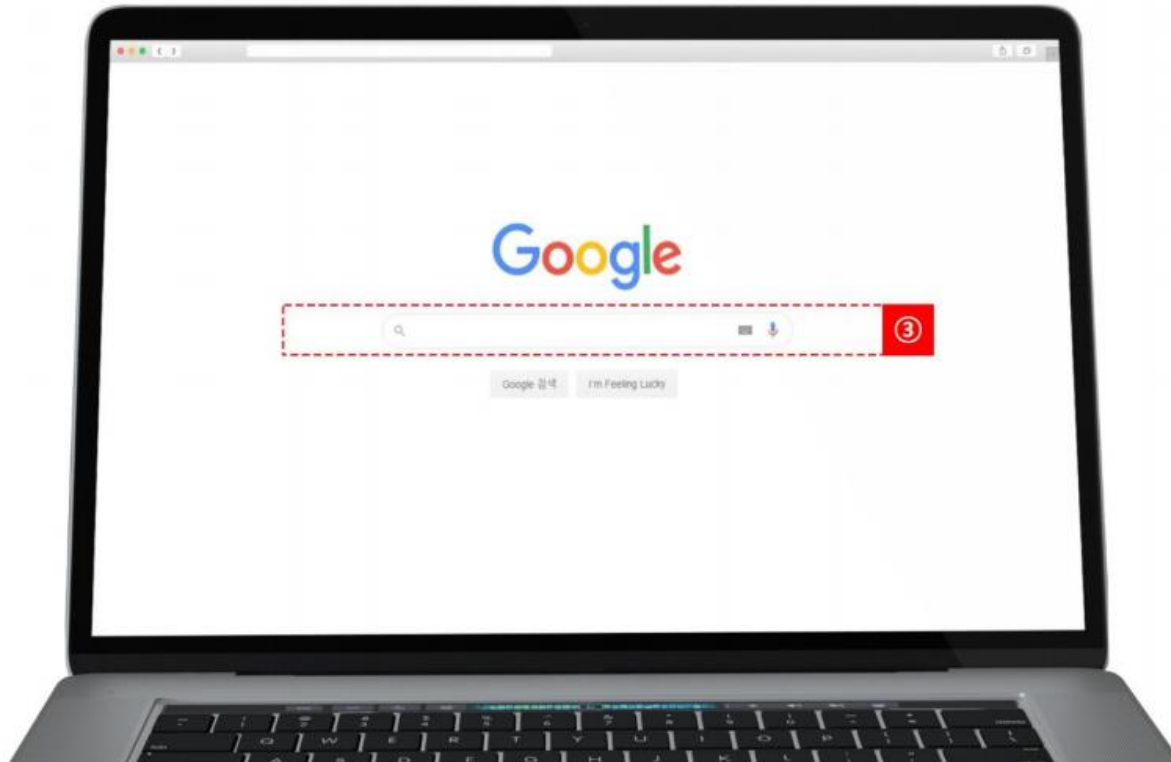 Google
③
Google 검색 I'm Feeling Lucky
Q W E R T Y U I O P
A S D F G H J K L